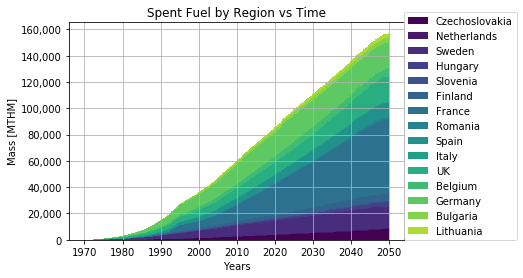 Spent Fuel by Region vs Time
160,000
140,000
120,000
100,000
80,000
60,000
40,000
20,000
0
Mass [MTHM]
1970 1980 1990 2000 2010 2020 2030 2040 2050
Years
Czechoslovakia
Netherlands
Sweden
Hungary
Slovenia
Finland
France
Romania
Spain
Italy
UK
Belgium
Germany
Bulgaria
Lithuania